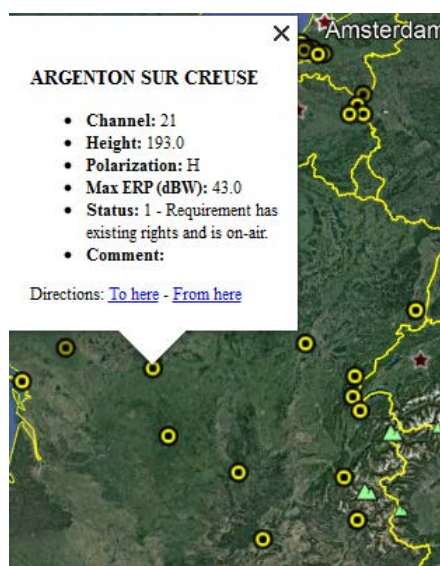 Amsterdam
ARGENTON SUR CREUSE
• Channel: 21
• Height: 193.0
• Polarization: H
• Max ERP (dBW): 43.0
• Status: 1 - Requirement has
existing rights and is on-air.
• Comment:
Directions: To here - From here